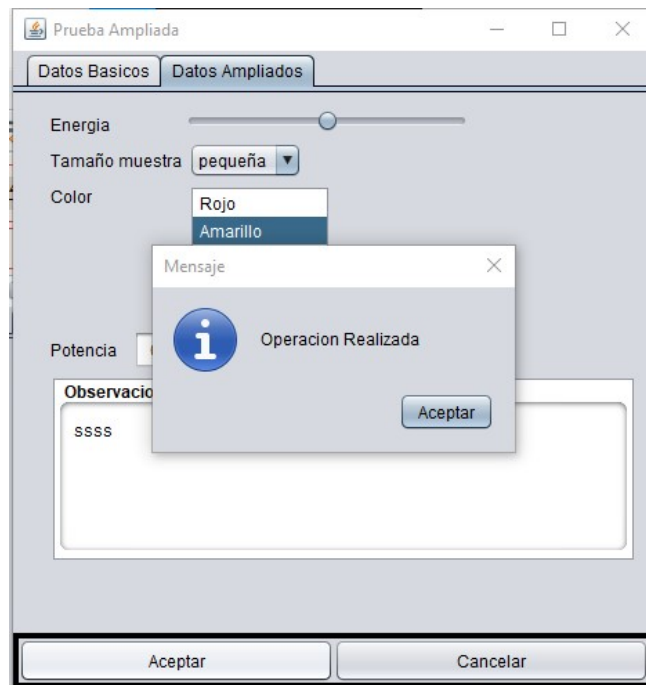 Prueba Ampliada
Datos Basicos Datos Ampliados
Energia
Tamaño muestra pequeña
Color
Rojo
Amarillo
Mensaje
Operacion Realizada
Aceptar
Potencia
Observacio
ssss
Aceptar Cancelar